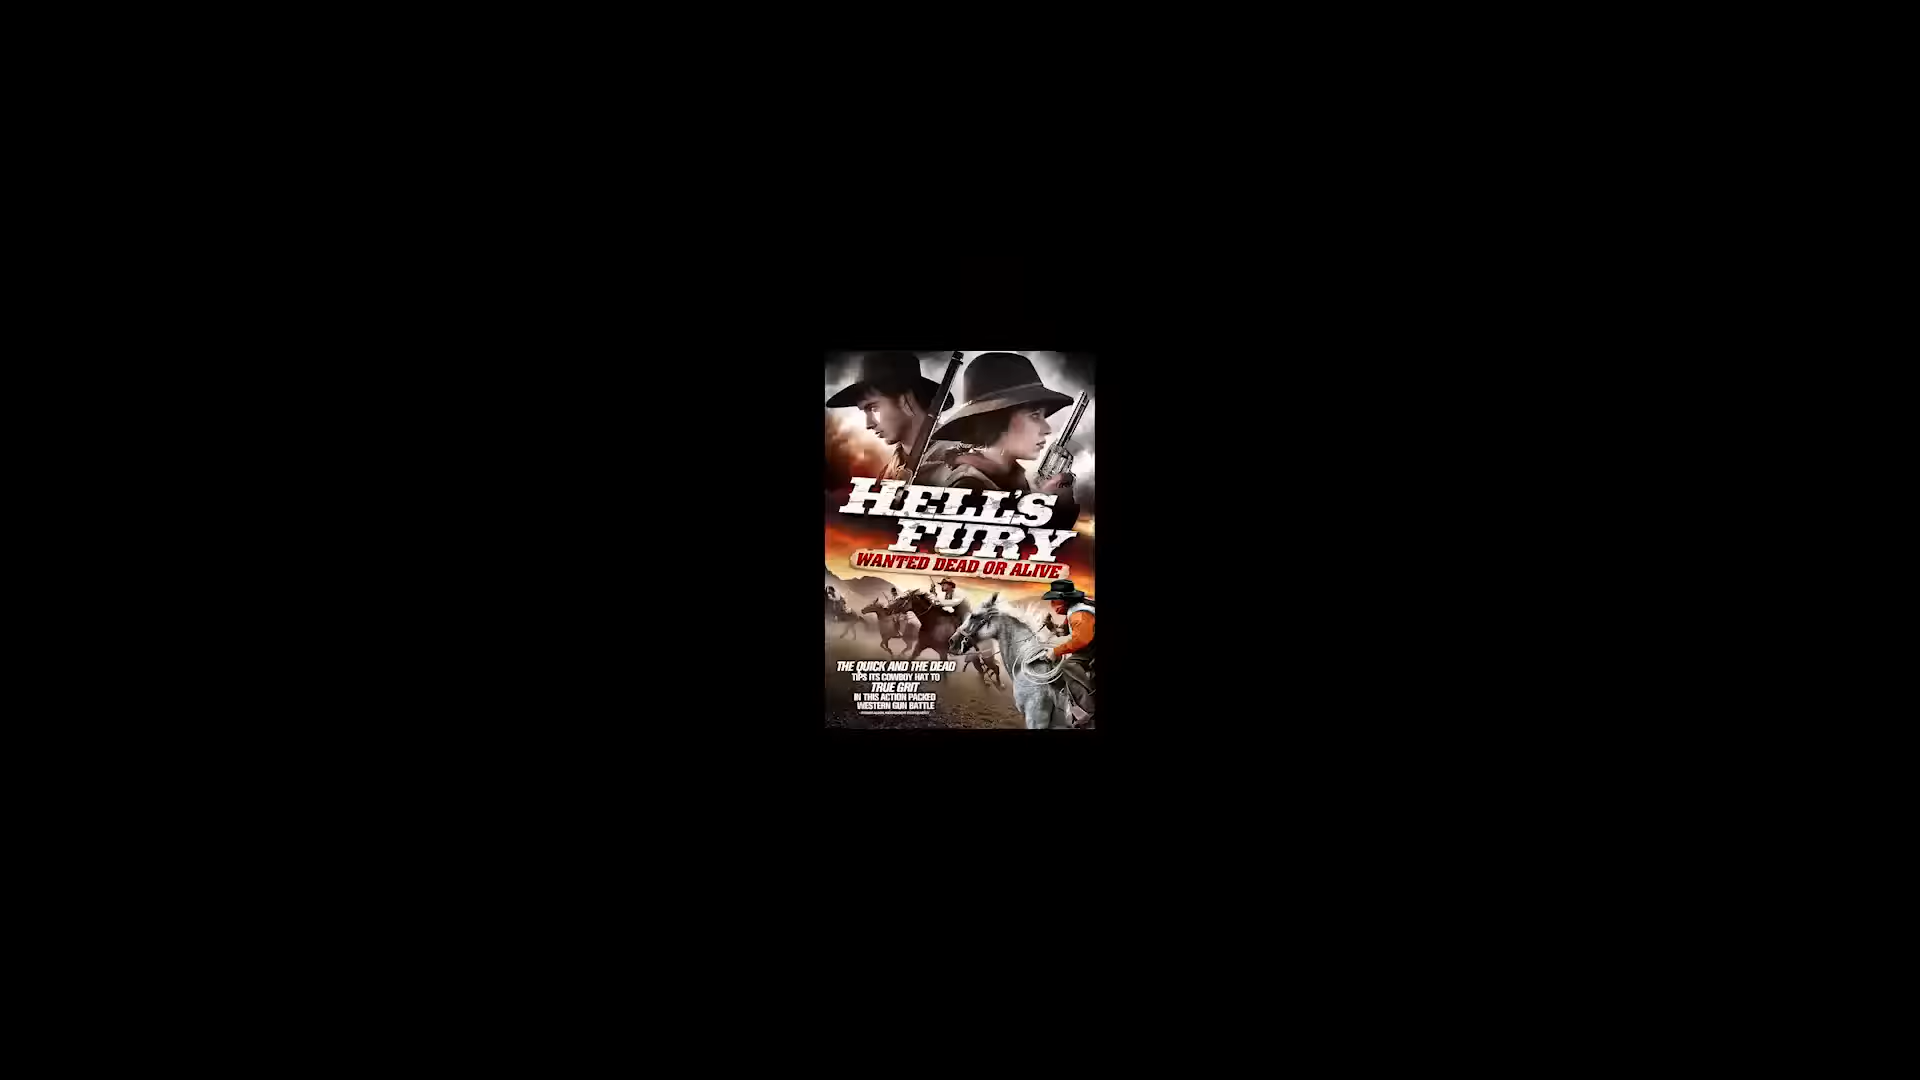 HELL'S
FURY
WANTED DEAD OR ALIVE
THE QUICK AND THE DEAD
TIPS ITS COWBOY HAT TO
TRUE GRIT
IN THIS ACTION PACKED
WESTERN GUN BATTLE